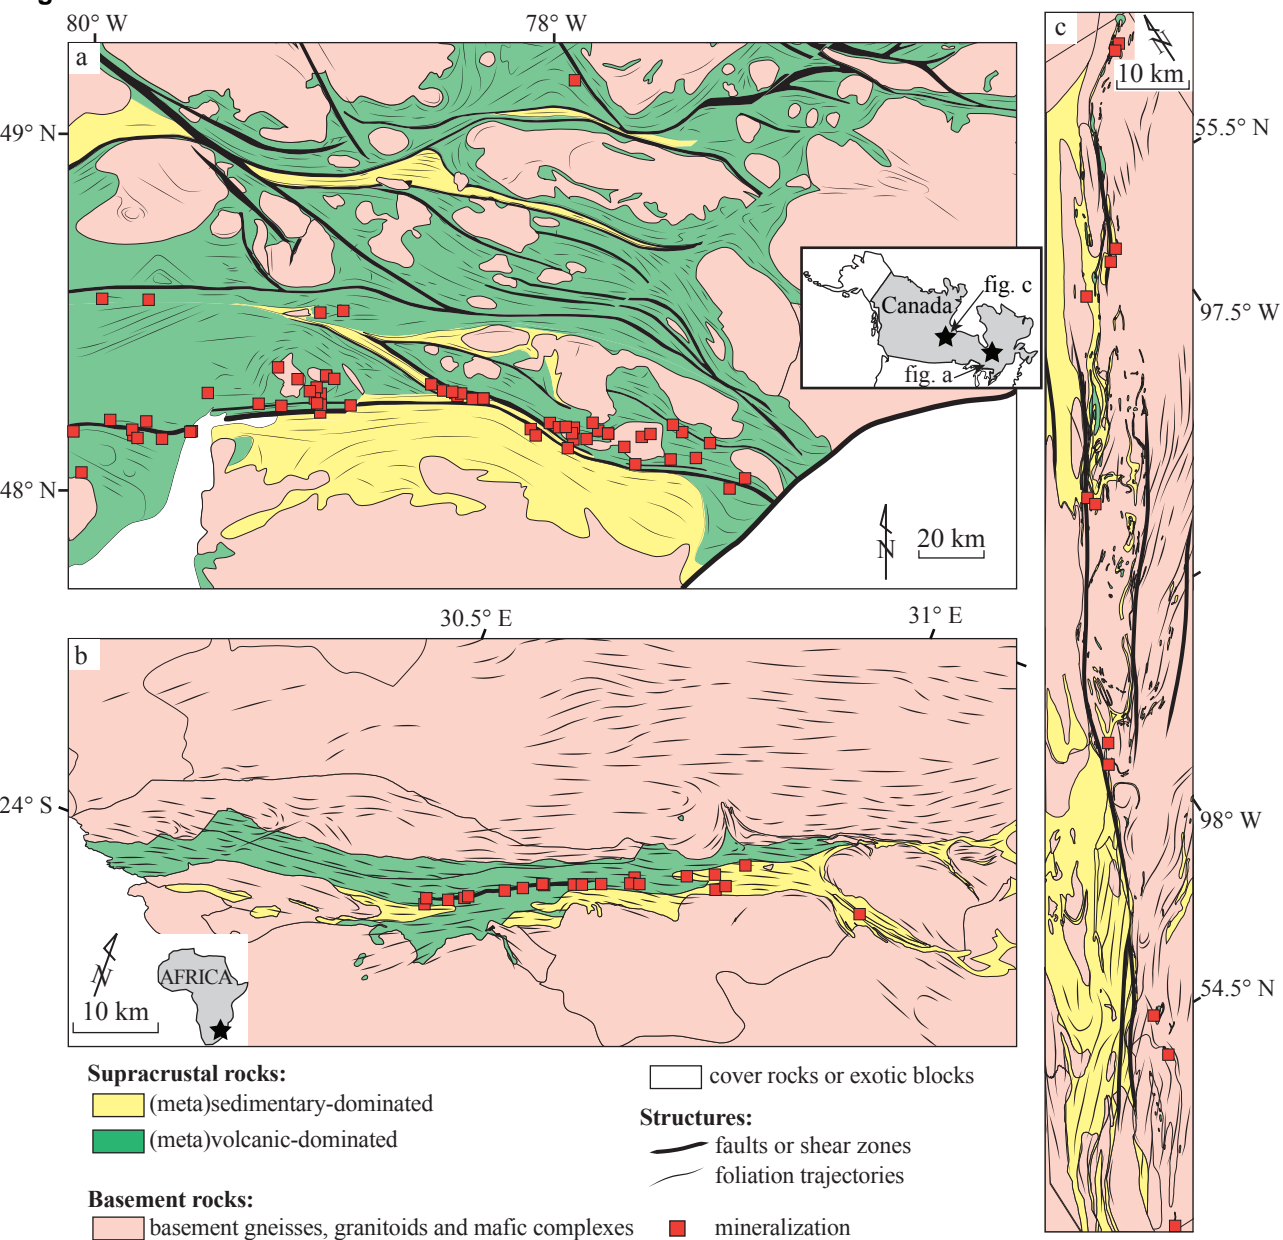 80° W
78° W
a
49° N
48° N
Canada
fig. c
fig. a
N
20 km
c
N
10 km
55.5° N
97.5° W
98° W
54.5° N
30.5° E
31° E
b
24° S
N
10 km
AFRICA
Supracrustal rocks:
(meta)sedimentary-dominated
(meta)volcanic-dominated
Basement rocks:
basement gneisses, granitoids and mafic complexes
cover rocks or exotic blocks
Structures:
faults or shear zones
foliation trajectories
mineralization